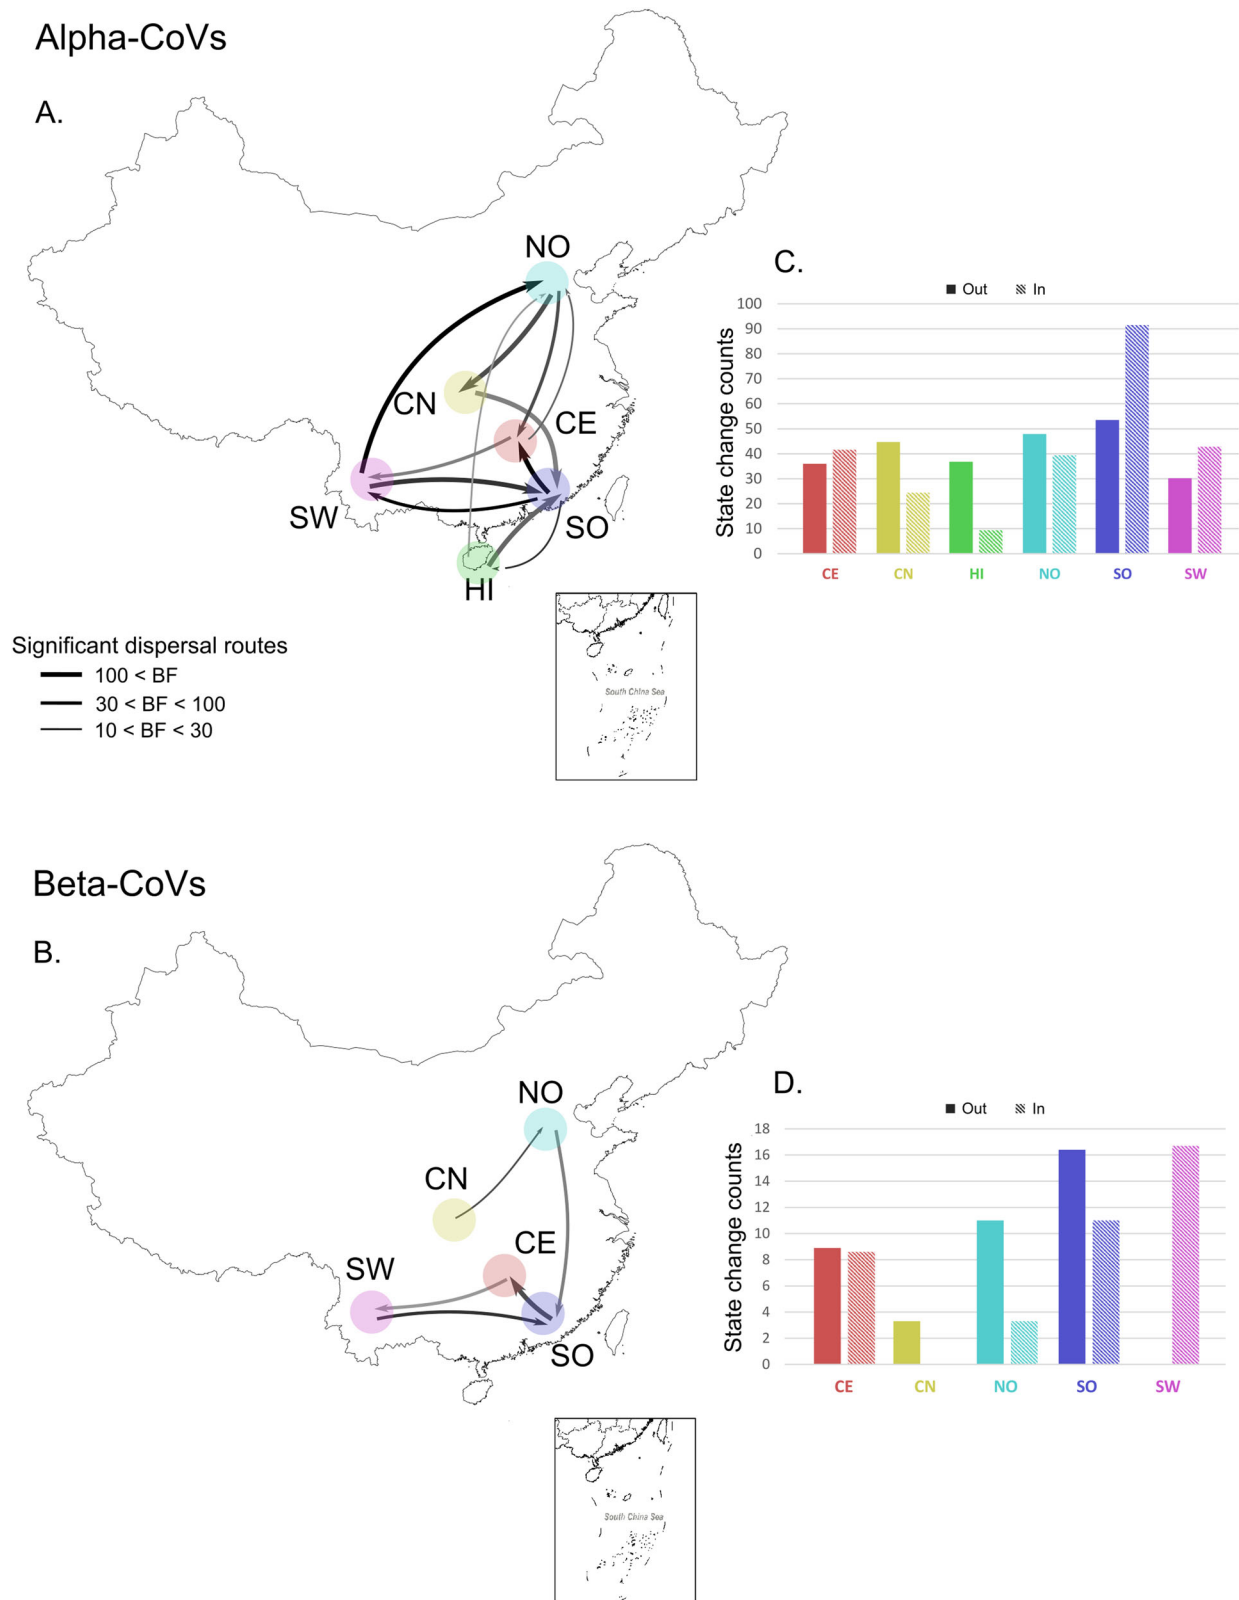 Alpha-CoVs
A.
NO
CN
CE
SW
SO
HI
C.
Out In
State change counts
100
90
80
70
60
50
40
30
20
10
0
CE CN HI NO SO SW
Significant dispersal routes
100 < BF
30 < BF < 100
10 < BF < 30
South China Sea
Beta-CoVs
B.
NO
CN
CE
SW
SO
D.
Out In
State change counts
18
16
14
12
10
8
6
4
2
0
CE CN NO SO SW
South China Sea